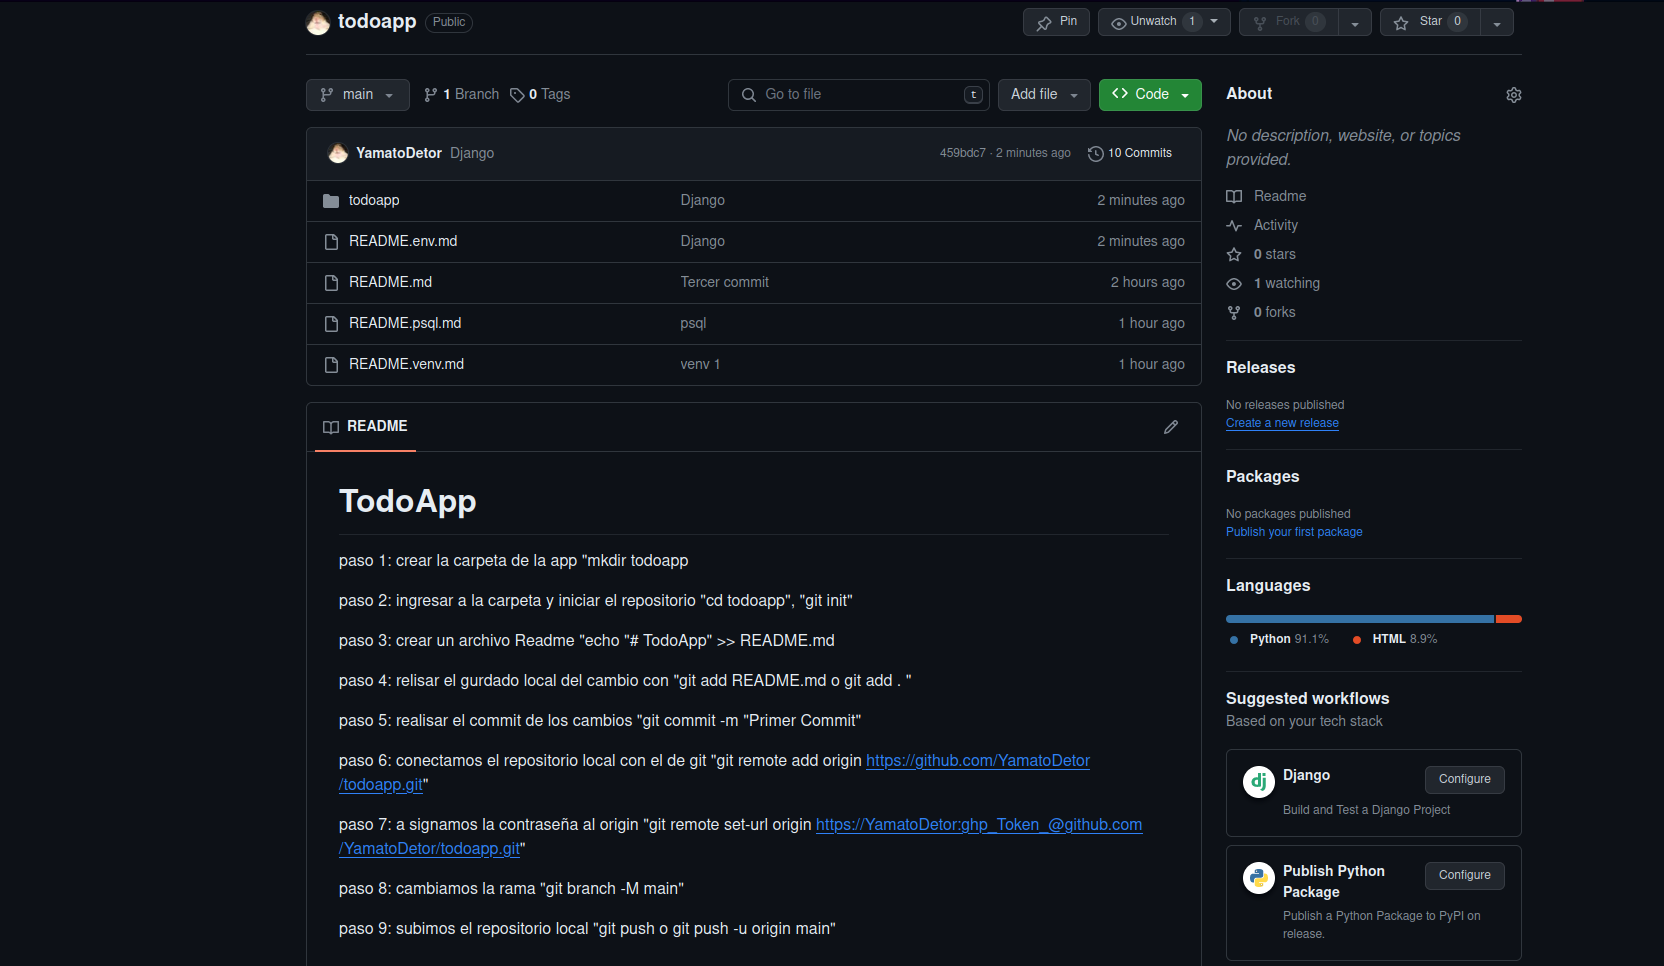 todoapp Public Pin Unwatch 1 Fork 0 Star 0
main 1 Branch 0 Tags Go to file t Add file Code
YamatoDetor Django 459bdc7 · 2 minutes ago 10 Commits
todoapp Django 2 minutes ago
README.env.md Django 2 minutes ago
README.md Tercer commit 2 hours ago
README.psql.md psql 1 hour ago
README.venv.md venv 1 1 hour ago
README
TodoApp
paso 1: crear la carpeta de la app "mkdir todoapp
paso 2: ingresar a la carpeta y iniciar el repositorio "cd todoapp", "git init"
paso 3: crear un archivo Readme "echo "# TodoApp" >> README.md
paso 4: relisar el gurdado local del cambio con "git add README.md o git add . "
paso 5: realisar el commit de los cambios "git commit -m "Primer Commit"
paso 6: conectamos el repositorio local con el de git "git remote add origin https://github.com/YamatoDetor
/todoapp.git"
paso 7: a signamos la contraseña al origin "git remote set-url origin https://YamatoDetor:ghp_Token_@github.com
/YamatoDetor/todoapp.git"
paso 8: cambiamos la rama "git branch -M main"
paso 9: subimos el repositorio local "git push o git push -u origin main"
About
No description, website, or topics
provided.
Readme
Activity
0 stars
1 watching
0 forks
Releases
No releases published
Create a new release
Packages
No packages published
Publish your first package
Languages
Python 91.1% HTML 8.9%
Suggested workflows
Based on your tech stack
dj Django Configure
Build and Test a Django Project
Publish Python Configure
Package
Publish a Python Package to PyPI on
release.